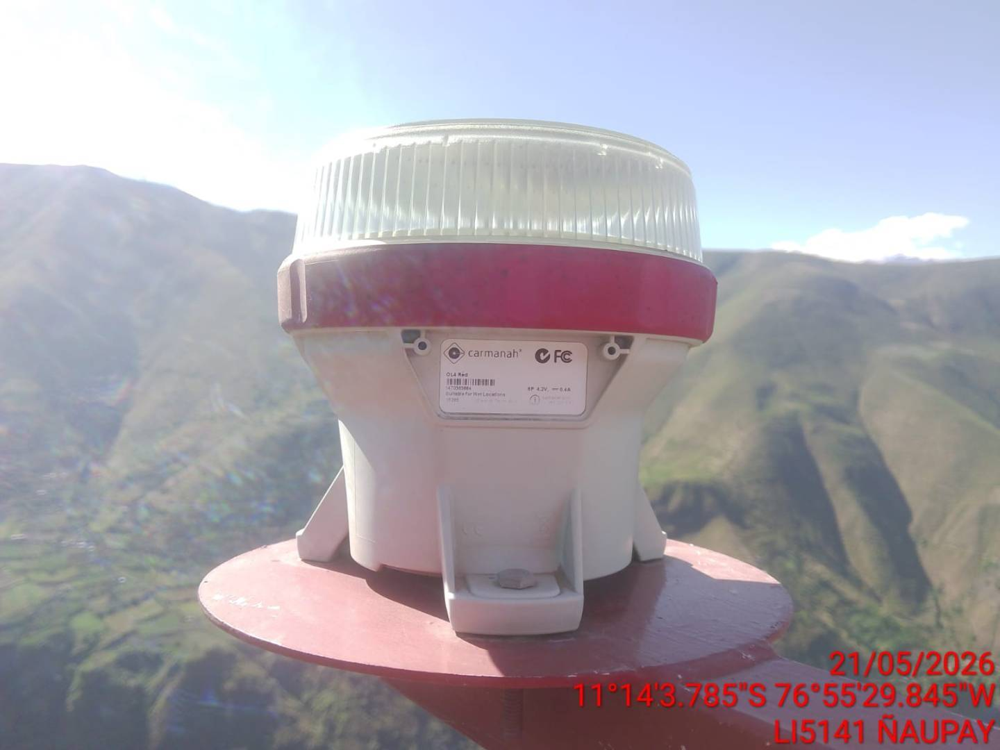 carmanah®
FC
OL4 Red
Suitable for Wet Locations
6P 4.2V, ⎓ 0.4A
21/05/2026
11°14'3.785"S 76°55'29.845"W
LI5141 ÑAUPAY